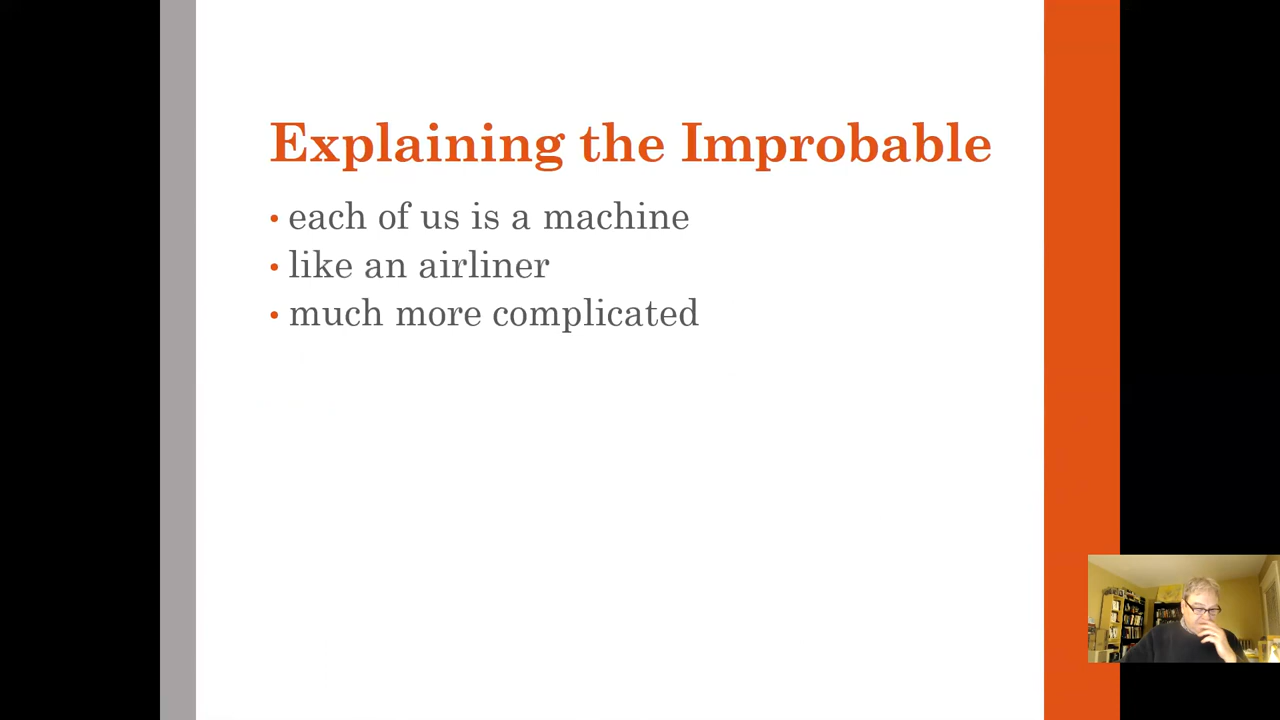 Explaining the Improbable
• each of us is a machine
• like an airliner
• much more complicated